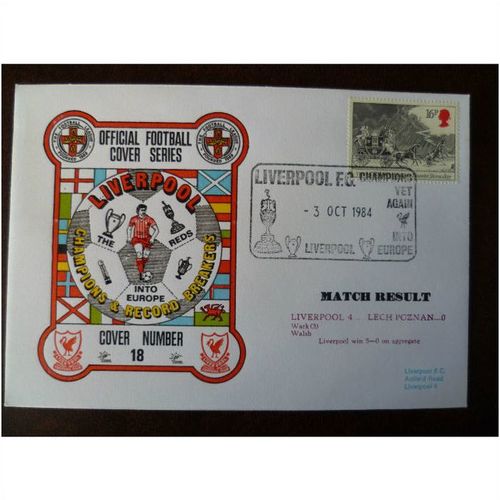 OFFICIAL FOOTBALL
COVER SERIES
LIVERPOOL
THE REDS
INTO
EUROPE
CHAMPIONS & RECORD BREAKERS
COVER NUMBER
18
16P
LIVERPOOL F.C. CHAMPIONS
YET
AGAIN
- 3 OCT 1984
INTO
LIVERPOOL EUROPE
MATCH RESULT
LIVERPOOL 4 ... LECH POZNAN...0
Wark(3)
Walsh
Liverpool win 5—0 on aggregate
Liverpool F.C.
Anfield Road
Liverpool 4